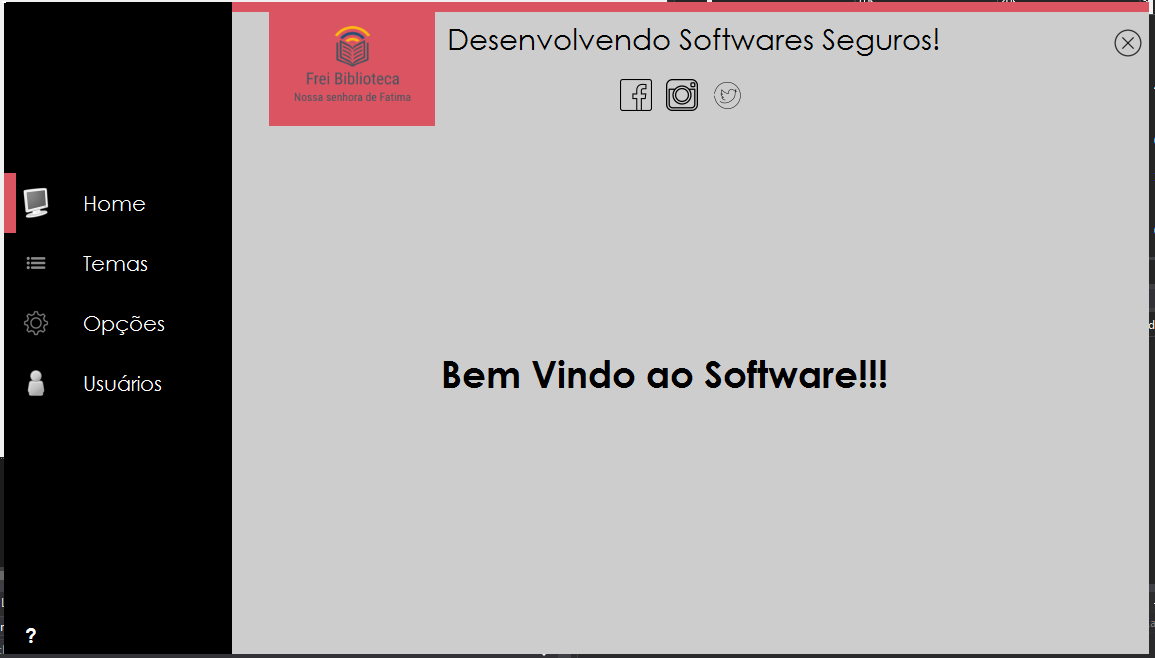 Desenvolvendo Softwares Seguros!
Frei Biblioteca
Nossa senhora de Fatima
Home
Temas
Opções
Usuários
Bem Vindo ao Software!!!
?